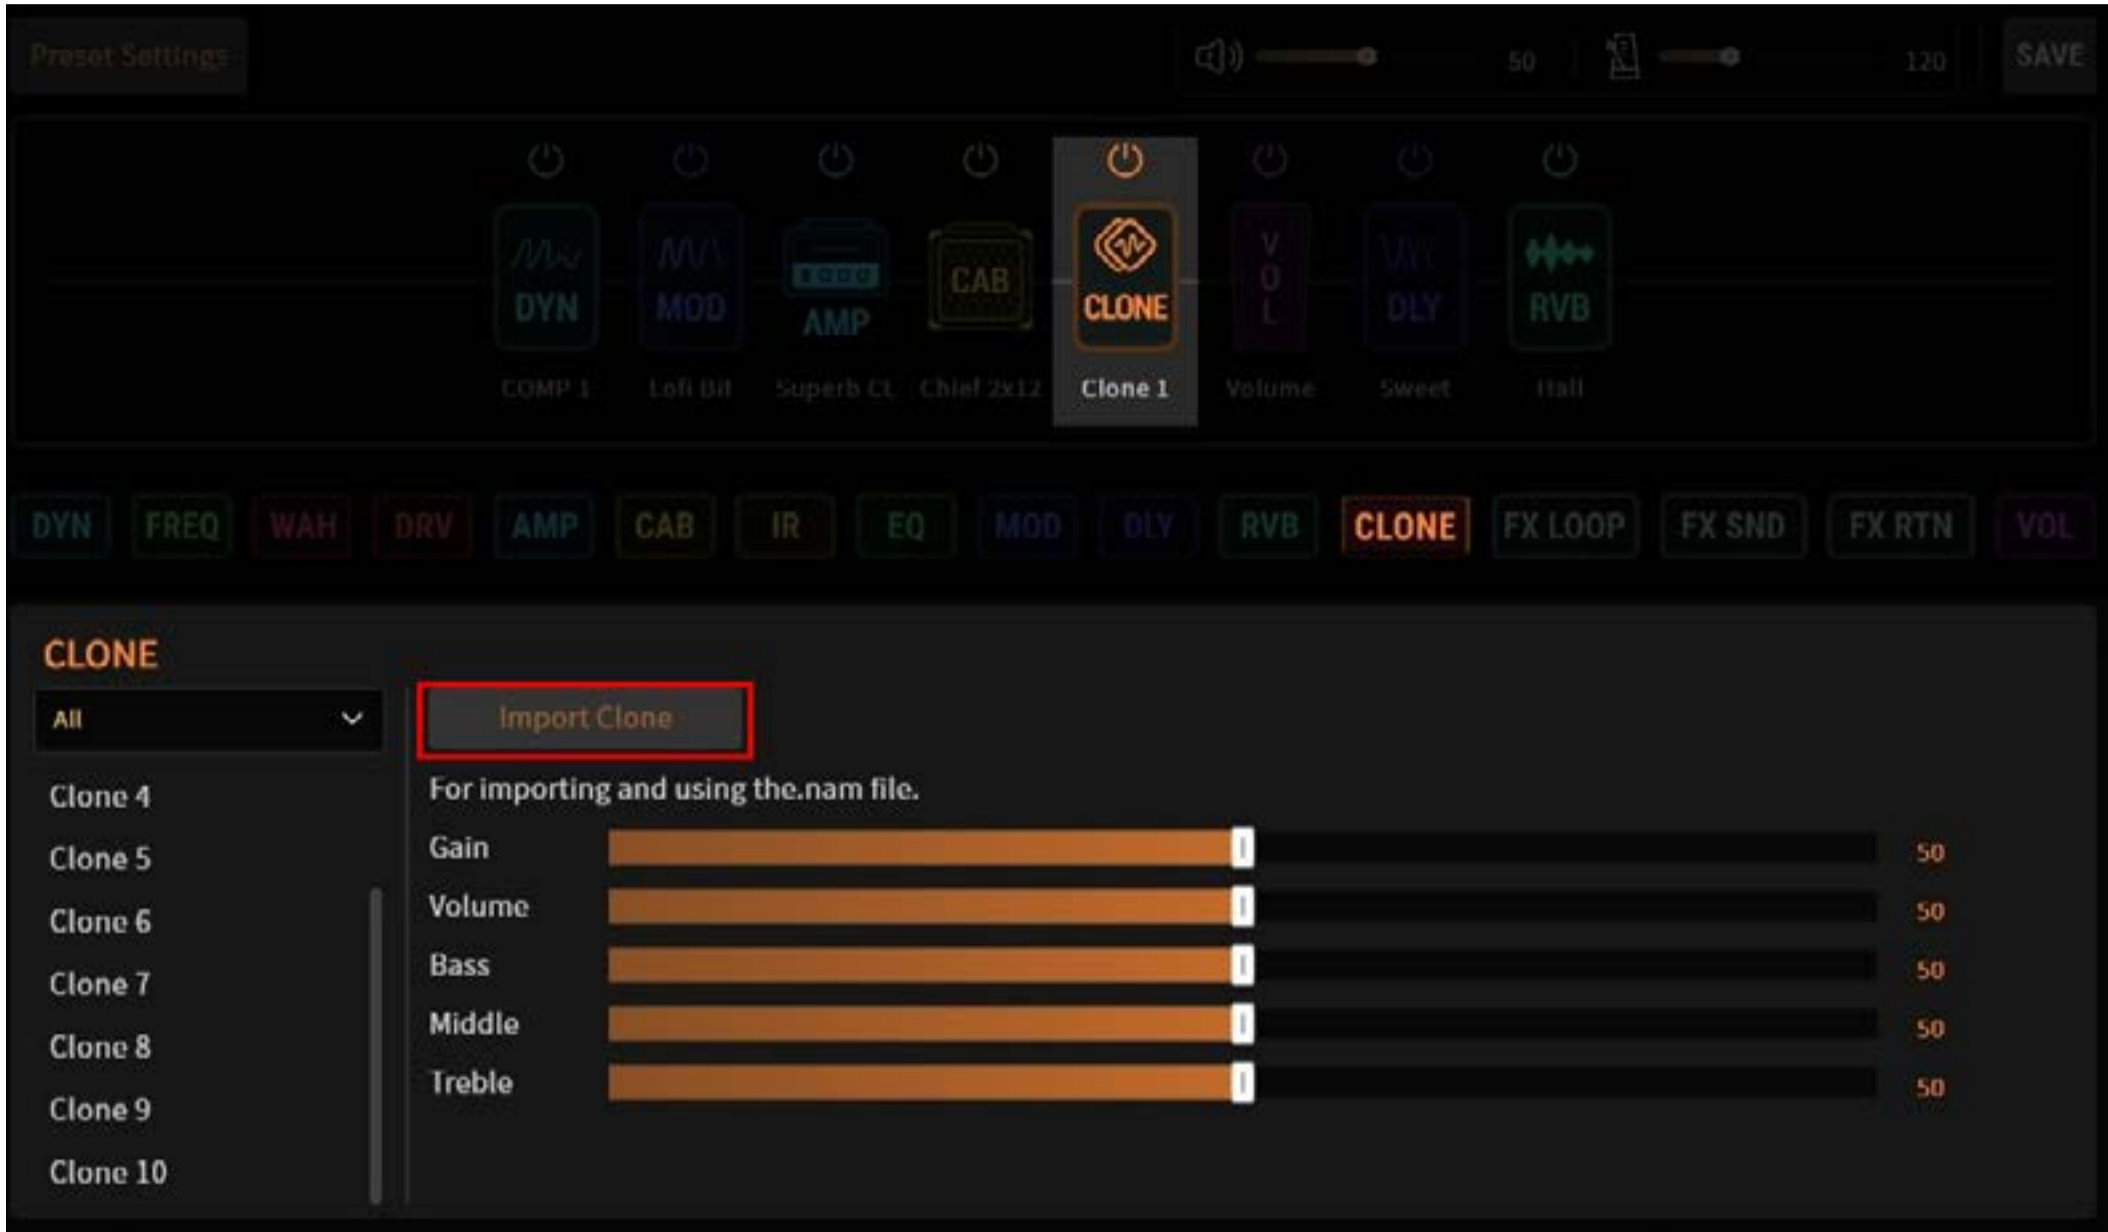 Preset Settings
50
120
SAVE
DYN
MOD
AMP
CAB
CLONE
VOL
DLY
RVB
COMP 1
Lofi Bit
Superb CL
Chief 2x12
Clone 1
Volume
Sweet
Hall
DYN
FREQ
WAH
DRV
AMP
CAB
IR
EQ
MOD
DLY
RVB
CLONE
FX LOOP
FX SND
FX RTN
VOL
CLONE
All
Clone 4
Clone 5
Clone 6
Clone 7
Clone 8
Clone 9
Clone 10
Import Clone
For importing and using the.nam file.
Gain
50
Volume
50
Bass
50
Middle
50
Treble
50